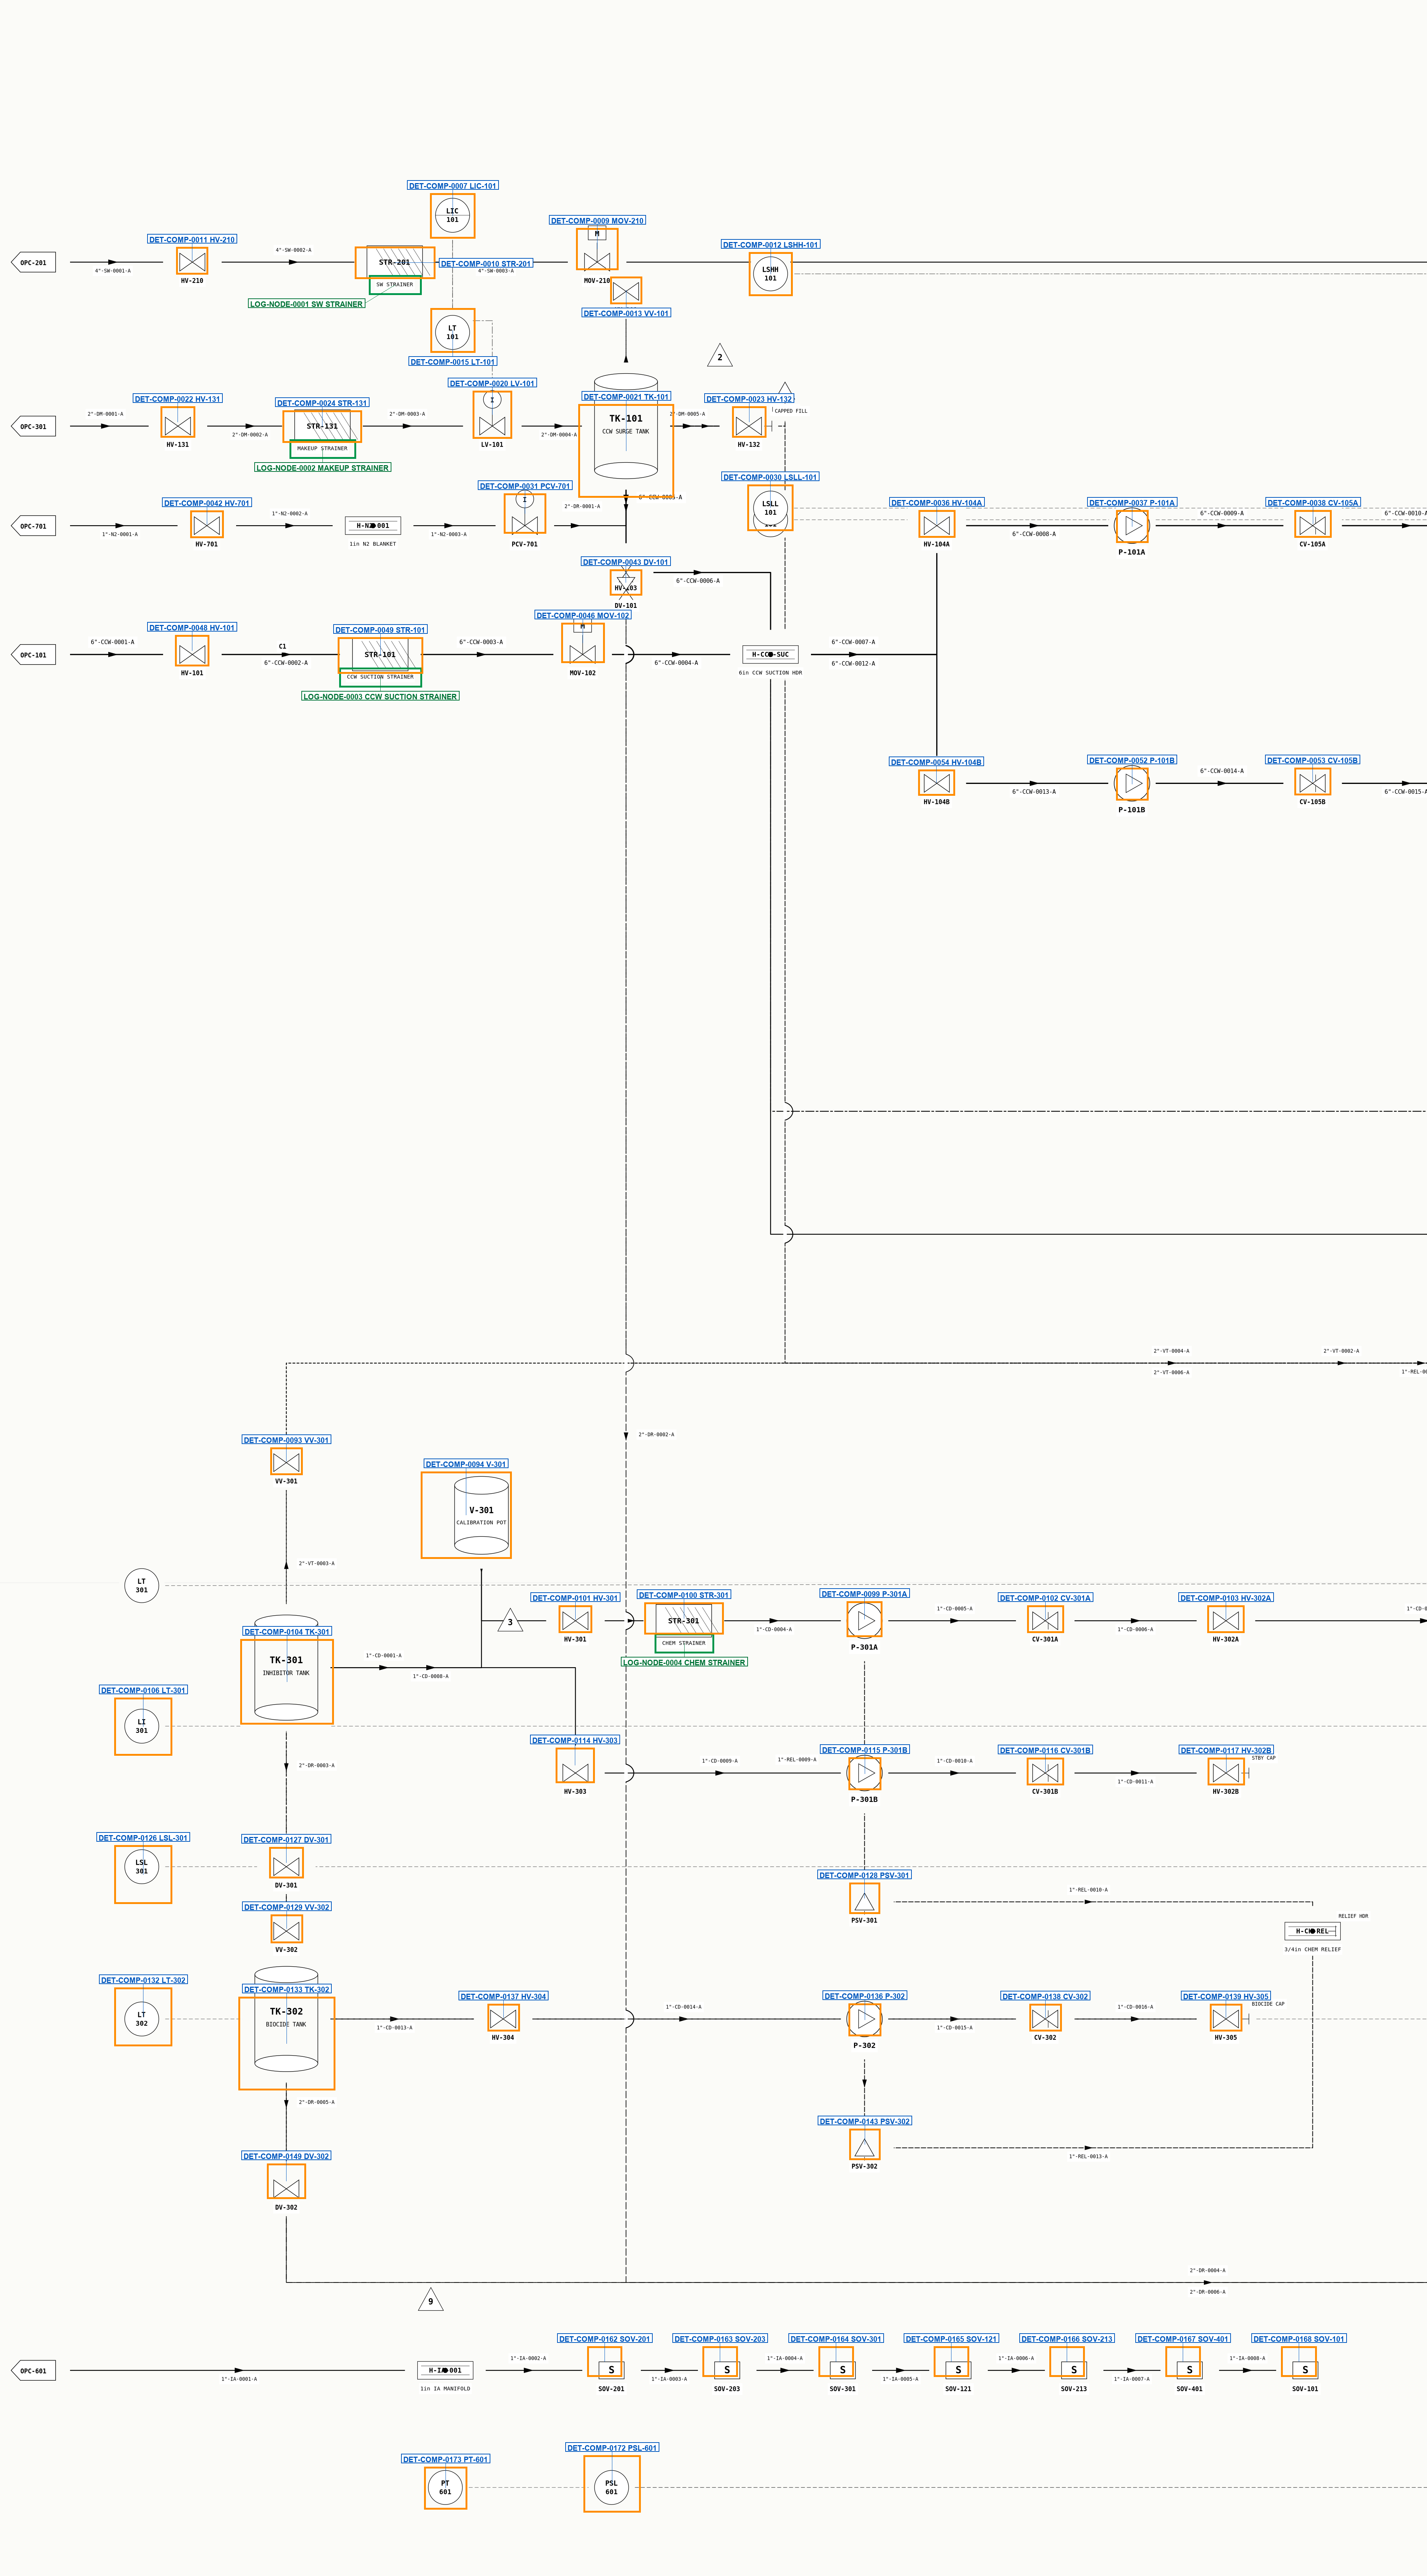 DET-COMP-0007 LIC-101
LIC
101
DET-COMP-0009 MOV-210
M
DET-COMP-0011 HV-210
4"-SW-0002-A
DET-COMP-0012 LSHH-101
OPC-201
4"-SW-0001-A
HV-210
STR-201
DET-COMP-0010 STR-201
4"-SW-0003-A
SW STRAINER
MOV-210
LSHH
101
LOG-NODE-0001 SW STRAINER
DET-COMP-0013 VV-101
LT
101
DET-COMP-0015 LT-101
2
DET-COMP-0020 LV-101
I
DET-COMP-0022 HV-131
DET-COMP-0024 STR-131
DET-COMP-0021 TK-101
DET-COMP-0023 HV-132
CAPPED FILL
OPC-301
2"-DM-0001-A
HV-131
2"-DM-0002-A
STR-131
2"-DM-0003-A
LV-101
2"-DM-0004-A
TK-101
CCW SURGE TANK
2"-DM-0005-A
HV-132
MAKEUP STRAINER
LOG-NODE-0002 MAKEUP STRAINER
DET-COMP-0030 LSLL-101
DET-COMP-0031 PCV-701
I
6"-CCW-0005-A
LSLL
101
DET-COMP-0042 HV-701
DET-COMP-0036 HV-104A
DET-COMP-0037 P-101A
DET-COMP-0038 CV-105A
OPC-701
1"-N2-0001-A
HV-701
1"-N2-0002-A
H-N2-001
1in N2 BLANKET
1"-N2-0003-A
PCV-701
2"-DR-0001-A
HV-104A
6"-CCW-0008-A
P-101A
6"-CCW-0009-A
CV-105A
6"-CCW-0010-A
DET-COMP-0043 DV-101
HV-103
DV-101
6"-CCW-0006-A
DET-COMP-0046 MOV-102
M
DET-COMP-0048 HV-101
DET-COMP-0049 STR-101
OPC-101
6"-CCW-0001-A
HV-101
C1
6"-CCW-0002-A
STR-101
6"-CCW-0003-A
MOV-102
6"-CCW-0004-A
H-CCW-SUC
6in CCW SUCTION HDR
6"-CCW-0007-A
6"-CCW-0012-A
CCW SUCTION STRAINER
LOG-NODE-0003 CCW SUCTION STRAINER
DET-COMP-0054 HV-104B
DET-COMP-0052 P-101B
DET-COMP-0053 CV-105B
HV-104B
6"-CCW-0013-A
P-101B
6"-CCW-0014-A
CV-105B
6"-CCW-0015-A
2"-VT-0004-A
2"-VT-0002-A
2"-VT-0006-A
DET-COMP-0093 VV-301
VV-301
2"-DR-0002-A
DET-COMP-0094 V-301
V-301
CALIBRATION POT
2"-VT-0003-A
LT
301
DET-COMP-0101 HV-301
DET-COMP-0100 STR-301
DET-COMP-0099 P-301A
DET-COMP-0102 CV-301A
DET-COMP-0103 HV-302A
3
HV-301
STR-301
1"-CD-0004-A
P-301A
1"-CD-0005-A
CV-301A
1"-CD-0006-A
HV-302A
CHEM STRAINER
LOG-NODE-0004 CHEM STRAINER
DET-COMP-0104 TK-301
TK-301
INHIBITOR TANK
1"-CD-0001-A
1"-CD-0008-A
DET-COMP-0106 LT-301
LI
301
DET-COMP-0114 HV-303
DET-COMP-0115 P-301B
DET-COMP-0116 CV-301B
DET-COMP-0117 HV-302B
STBY CAP
2"-DR-0003-A
HV-303
1"-CD-0009-A
1"-REL-0009-A
P-301B
1"-CD-0010-A
CV-301B
1"-CD-0011-A
HV-302B
DET-COMP-0126 LSL-301
LSL
301
DET-COMP-0127 DV-301
DV-301
DET-COMP-0128 PSV-301
PSV-301
1"-REL-0010-A
DET-COMP-0129 VV-302
VV-302
RELIEF HDR
3/4in CHEM RELIEF
DET-COMP-0132 LT-302
LT
302
DET-COMP-0133 TK-302
TK-302
BIOCIDE TANK
1"-CD-0013-A
DET-COMP-0137 HV-304
HV-304
1"-CD-0014-A
DET-COMP-0136 P-302
P-302
1"-CD-0015-A
DET-COMP-0138 CV-302
CV-302
1"-CD-0016-A
DET-COMP-0139 HV-305
HV-305
BIOCIDE CAP
2"-DR-0005-A
DET-COMP-0143 PSV-302
PSV-302
1"-REL-0013-A
DET-COMP-0149 DV-302
DV-302
2"-DR-0004-A
2"-DR-0006-A
9
DET-COMP-0162 SOV-201
DET-COMP-0163 SOV-203
DET-COMP-0164 SOV-301
DET-COMP-0165 SOV-121
DET-COMP-0166 SOV-213
DET-COMP-0167 SOV-401
DET-COMP-0168 SOV-101
OPC-601
1"-IA-0001-A
H-IA-001
1in IA MANIFOLD
1"-IA-0002-A
S
SOV-201
1"-IA-0003-A
S
SOV-203
1"-IA-0004-A
S
SOV-301
1"-IA-0005-A
S
SOV-121
1"-IA-0006-A
S
SOV-213
1"-IA-0007-A
S
SOV-401
1"-IA-0008-A
S
SOV-101
DET-COMP-0173 PT-601
PT
601
DET-COMP-0172 PSL-601
PSL
601